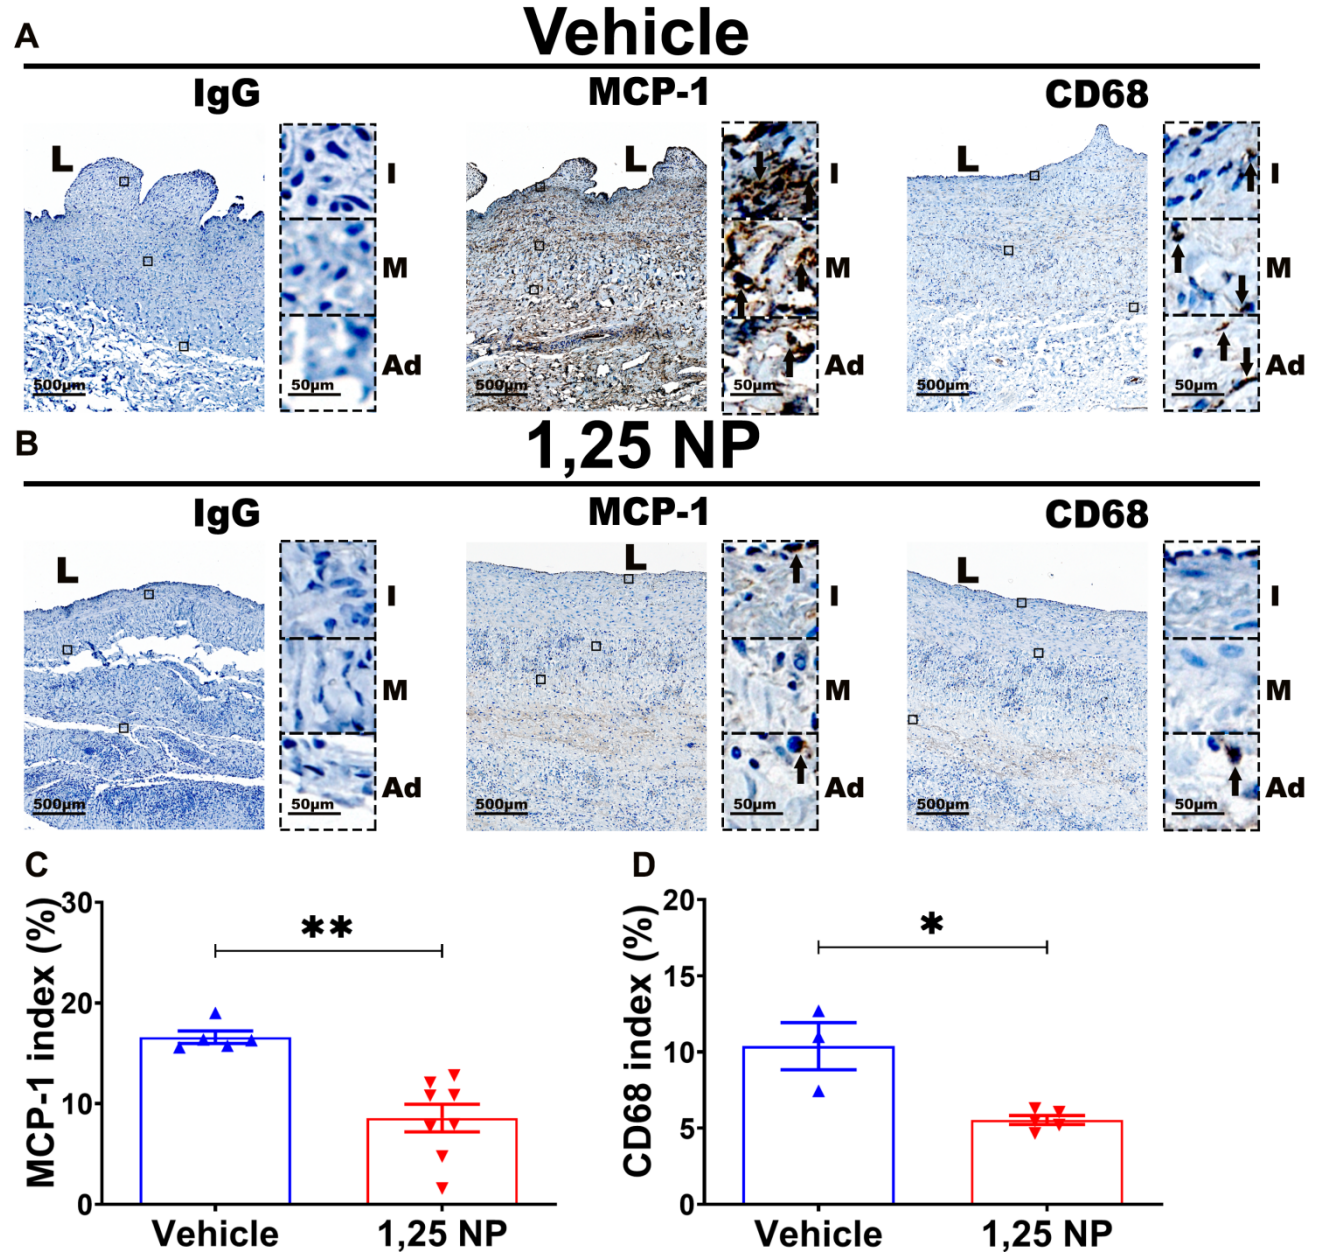 A
Vehicle
IgG
MCP-1
CD68
L
I
M
Ad
500μm
50μm
L
I
M
Ad
500μm
50μm
L
I
M
Ad
500μm
50μm
B
1,25 NP
IgG
MCP-1
CD68
L
I
M
Ad
500μm
50μm
L
I
M
Ad
500μm
50μm
L
I
M
Ad
500μm
50μm
C
MCP-1 index (%)
30
20
10
0
**
Vehicle
1,25 NP
D
CD68 index (%)
20
15
10
5
0
*
Vehicle
1,25 NP